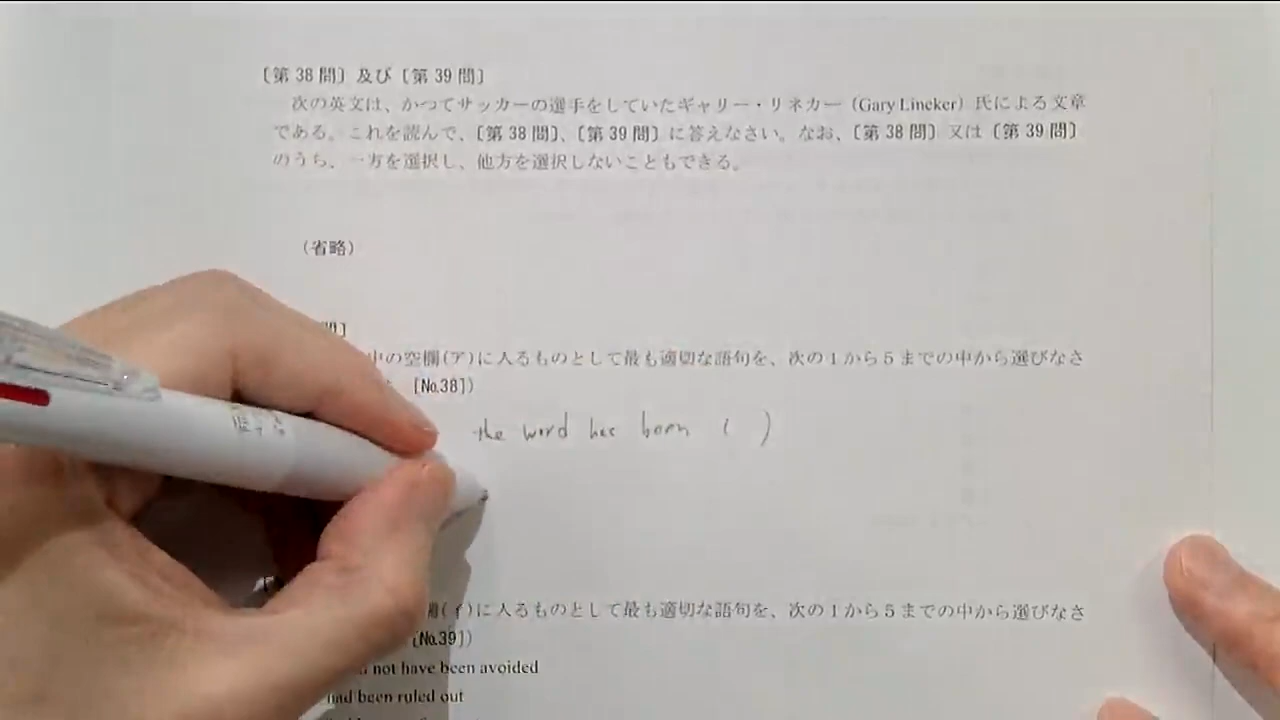 〔第 38 問〕 及び〔第 39 問〕
次の英文は、かつてサッカーの選手をしていたギャリー・リネカー（Gary Lineker）氏による文章
である。これを読んで、〔第 38 問〕、〔第 39 問〕に答えなさい。なお、〔第 38 問〕又は〔第 39 問〕
のうち、一方を選択し、他方を選択しないこともできる。
（省略）
問〕
中の空欄(ア)に入るものとして最も適切な語句を、次の１から５までの中から選びなさ
[No.38]）
the word has been ( )
欄(イ)に入るものとして最も適切な語句を、次の１から５までの中から選びなさ
[No.39]）
not have been avoided
had been ruled out